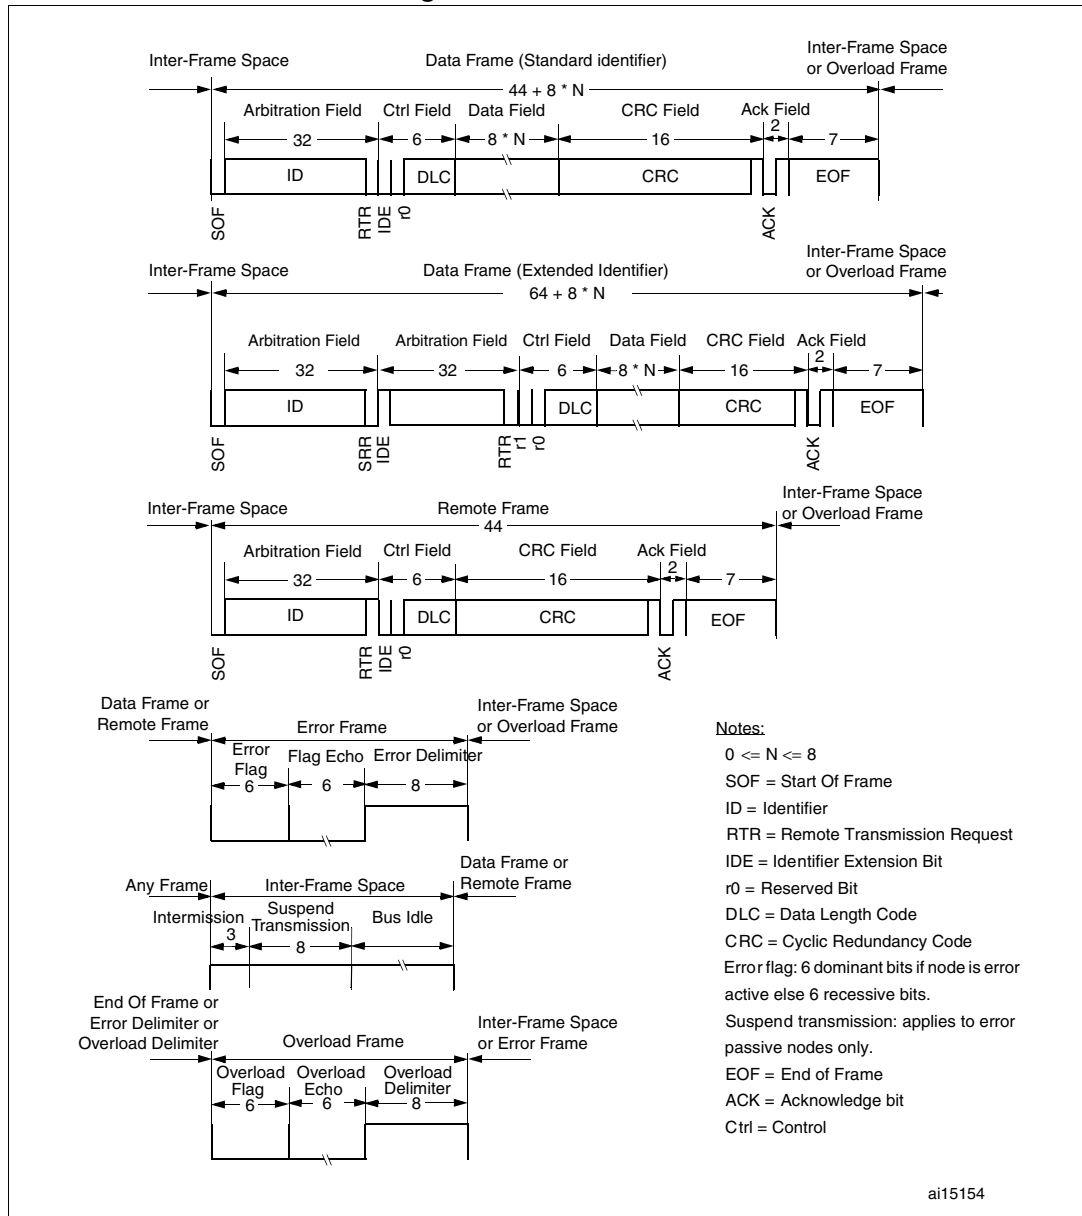 Inter-Frame Space
Data Frame (Standard identifier)
Inter-Frame Space
or Overload Frame
44 + 8 * N
Arbitration Field
Ctrl Field
Data Field
CRC Field
Ack Field
32
6
8 * N
16
2
7
ID
DLC
CRC
EOF
SOF
RTR
IDE
r0
ACK
Inter-Frame Space
Data Frame (Extended Identifier)
Inter-Frame Space
or Overload Frame
64 + 8 * N
Arbitration Field
Arbitration Field
Ctrl Field
Data Field
CRC Field
Ack Field
32
32
6
8 * N
16
2
7
ID
DLC
CRC
EOF
SOF
SRR
IDE
RTR
r1
r0
ACK
Inter-Frame Space
Remote Frame
Inter-Frame Space
or Overload Frame
44
Arbitration Field
Ctrl Field
CRC Field
Ack Field
32
6
16
2
7
ID
DLC
CRC
EOF
SOF
RTR
IDE
r0
ACK
Data Frame or
Remote Frame
Error Frame
Inter-Frame Space
or Overload Frame
Error
Flag
Flag Echo
Error Delimiter
6
6
8
Any Frame
Inter-Frame Space
Data Frame or
Remote Frame
Intermission
Suspend
Transmission
Bus Idle
3
8
End Of Frame or
Error Delimiter or
Overload Delimiter
Overload Frame
Inter-Frame Space
or Error Frame
Overload
Flag
Overload
Echo
Overload
Delimiter
6
6
8
Notes:
0 <= N <= 8
SOF = Start Of Frame
ID = Identifier
RTR = Remote Transmission Request
IDE = Identifier Extension Bit
r0 = Reserved Bit
DLC = Data Length Code
CRC = Cyclic Redundancy Code
Error flag: 6 dominant bits if node is error
active else 6 recessive bits.
Suspend transmission: applies to error
passive nodes only.
EOF = End of Frame
ACK = Acknowledge bit
Ctrl = Control
ai15154